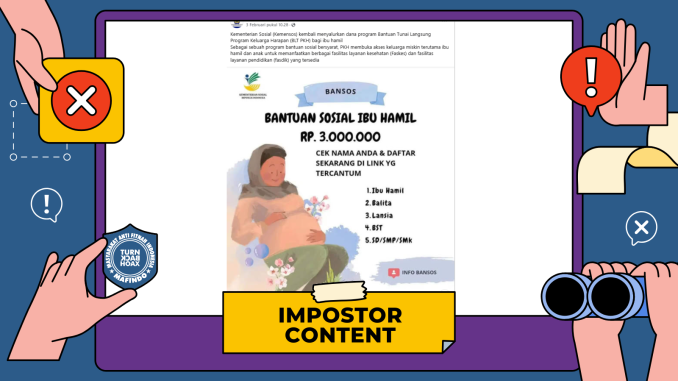 3 Februari pukul 10.28
Kementerian Sosial (Kemensos) kembali menyalurkan dana program Bantuan Tunai Langsung
Program Keluarga Harapan (BLT PKH) bagi ibu hamil
Sebagai sebuah program bantuan sosial bersyarat, PKH membuka akses keluarga miskin terutama ibu
hamil dan anak untuk memanfaatkan berbagai fasilitas layanan kesehatan (faskes) dan fasilitas
layanan pendidikan (fasdik) yang tersedia
KEMENTERIAN SOSIAL
REPUBLIK INDONESIA
BANSOS
BANTUAN SOSIAL IBU HAMIL
RP. 3.000.000
CEK NAMA ANDA & DAFTAR
SEKARANG DI LINK YG
TERCANTUM
1.Ibu Hamil
2.Balita
3.Lansia
4.BST
5.SD/SMP/SMk
INFO BANSOS
MASYARAKAT ANTI FITNAH INDONESIA
TURN
BACK
HOAX
MAFINDO
IMPOSTOR
CONTENT